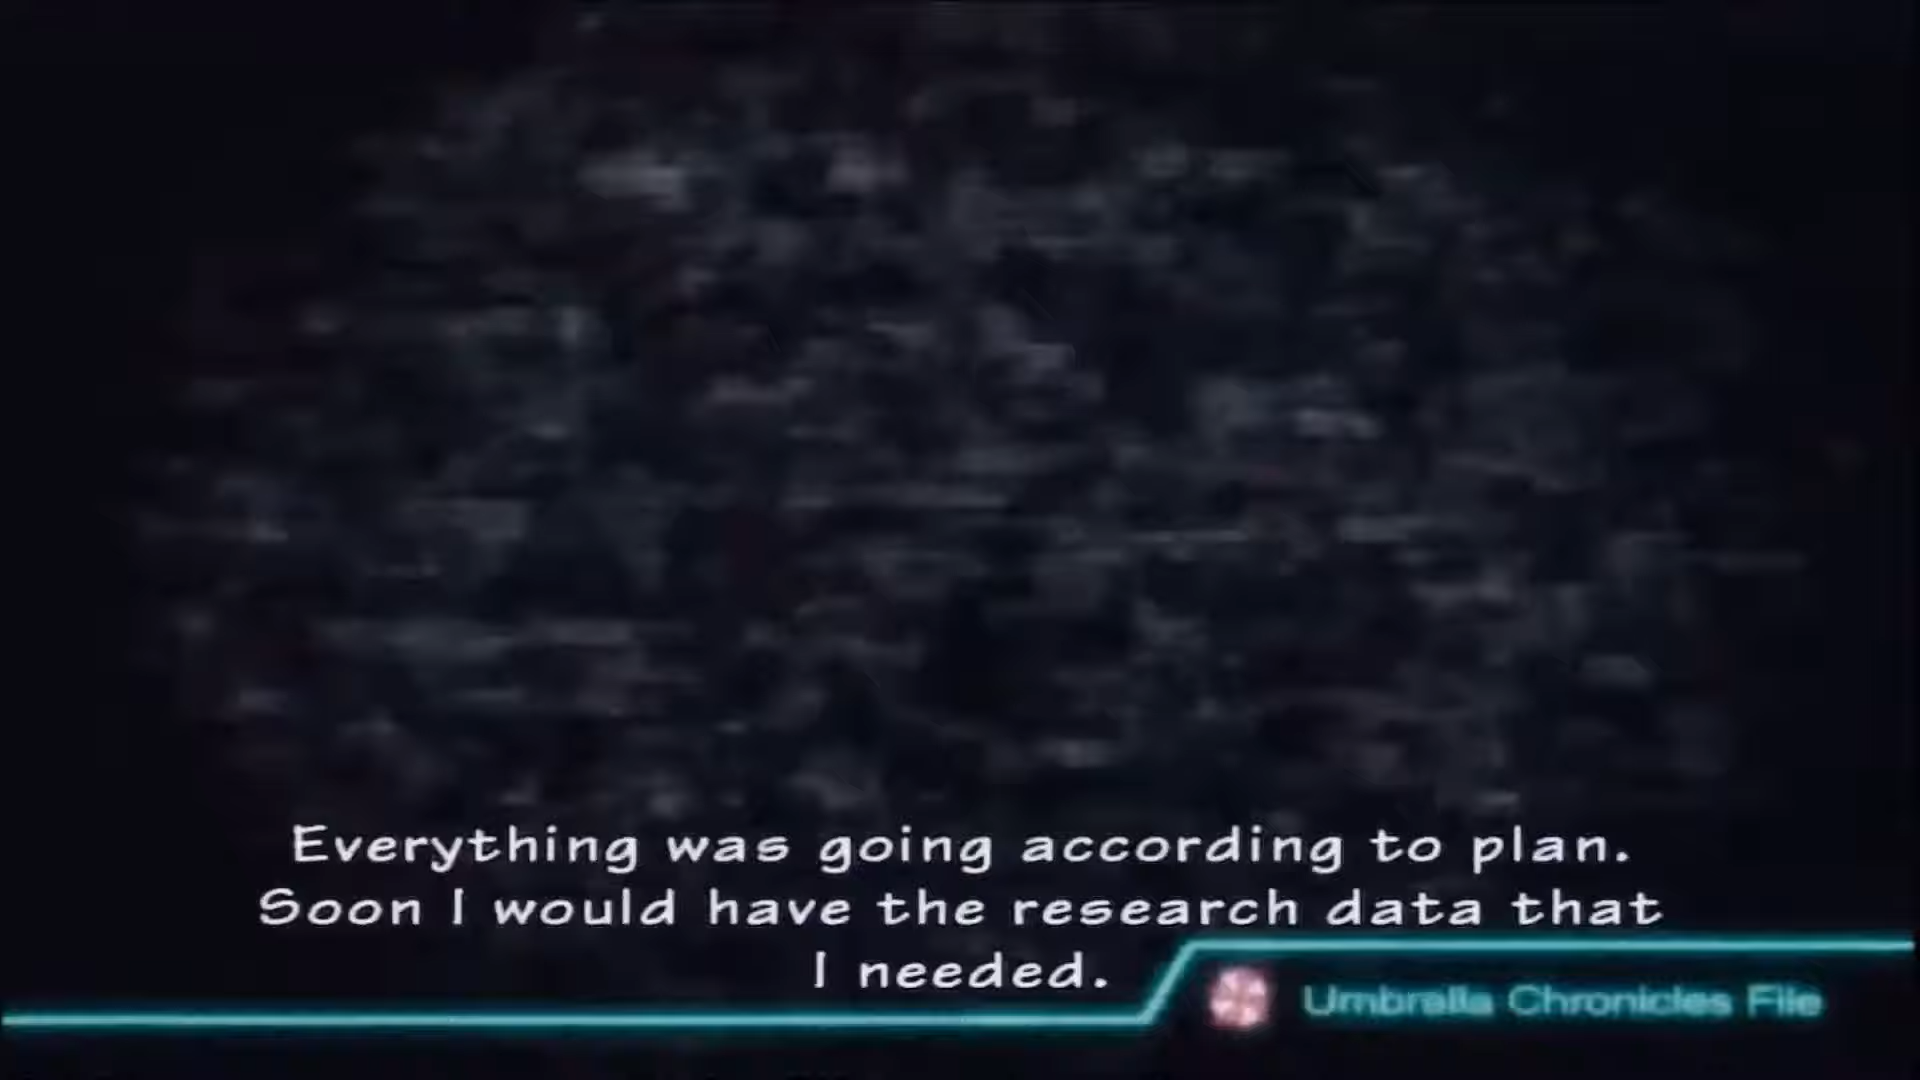 Everything was going according to plan.
Soon I would have the research data that
I needed.
Umbrella Chronicles File